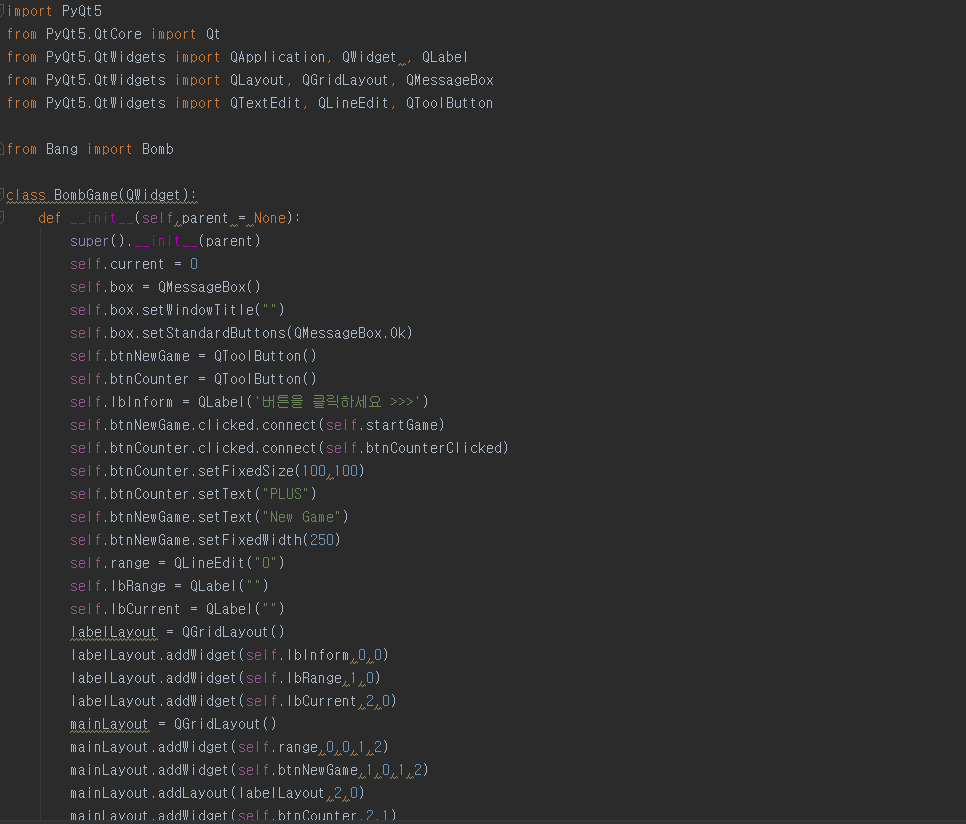 import PyQt5
from PyQt5.QtCore import Qt
from PyQt5.QtWidgets import QApplication, QWidget , QLabel
from PyQt5.QtWidgets import QLayout, QGridLayout, QMessageBox
from PyQt5.QtWidgets import QTextEdit, QLineEdit, QToolButton
from Bang import Bomb
class BombGame(QWidget):
def __init__(self,parent = None):
super().__init__(parent)
self.current = 0
self.box = QMessageBox()
self.box.setWindowTitle("")
self.box.setStandardButtons(QMessageBox.Ok)
self.btnNewGame = QToolButton()
self.btnCounter = QToolButton()
self.lbInform = QLabel('버튼을 클릭하세요 >>>')
self.btnNewGame.clicked.connect(self.startGame)
self.btnCounter.clicked.connect(self.btnCounterClicked)
self.btnCounter.setFixedSize(100,100)
self.btnCounter.setText("PLUS")
self.btnNewGame.setText("New Game")
self.btnNewGame.setFixedWidth(250)
self.range = QLineEdit("0")
self.lbRange = QLabel("")
self.lbCurrent = QLabel("")
labelLayout = QGridLayout()
labelLayout.addWidget(self.lbInform,0,0)
labelLayout.addWidget(self.lbRange,1,0)
labelLayout.addWidget(self.lbCurrent,2,0)
mainLayout = QGridLayout()
mainLayout.addWidget(self.range,0,0,1,2)
mainLayout.addWidget(self.btnNewGame,1,0,1,2)
mainLayout.addLayout(labelLayout,2,0)
mainLayout.addWidget(self.btnCounter,2,1)